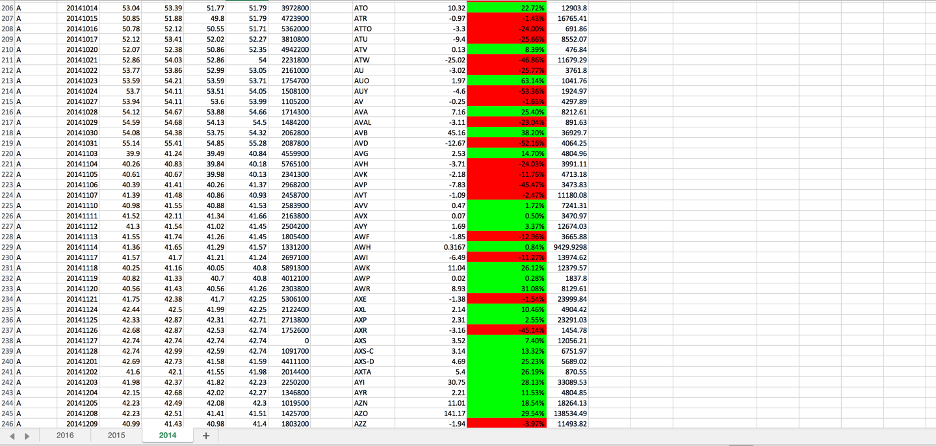 206 A 20141014 53.04 53.39 51.77 51.79 3972800 ATO 10.32 22.72% 12903.8
207 A 20141015 50.85 51.88 49.8 51.79 4723900 ATR -0.97 -1.43% 16765.41
208 A 20141016 50.78 52.12 50.55 51.71 5362000 ATTO -3.3 -24.00% 691.86
209 A 20141017 52.12 53.41 52.02 52.27 3810800 ATU -9.4 -25.66% 8552.07
210 A 20141020 52.07 52.38 50.86 52.35 4942200 ATV 0.13 8.39% 476.84
211 A 20141021 52.86 54.03 52.86 54 2231800 ATW -25.02 -46.86% 11679.29
212 A 20141022 53.77 53.86 52.99 53.05 2161000 AU -3.02 -25.77% 3761.8
213 A 20141023 53.59 54.21 53.59 53.71 1754700 AUO 1.97 63.14% 1041.76
214 A 20141024 53.7 54.11 53.51 54.05 1508100 AUY -4.6 -53.36% 1924.97
215 A 20141027 53.94 54.11 53.6 53.99 1105200 AV -0.25 -1.65% 4297.89
216 A 20141028 54.12 54.67 53.88 54.66 1714300 AVA 7.16 25.40% 8212.61
217 A 20141029 54.59 54.68 54.13 54.5 1484200 AVAL -3.11 -23.04% 891.63
218 A 20141030 54.08 54.38 53.75 54.32 2062800 AVB 45.16 38.20% 36929.7
219 A 20141031 55.14 55.41 54.85 55.28 2087800 AVD -12.67 -52.18% 4064.25
220 A 20141103 39.9 41.24 39.49 40.84 4559900 AVG 2.53 14.70% 4804.96
221 A 20141104 40.26 40.83 39.84 40.18 5765100 AVH -3.71 -24.03% 3991.11
222 A 20141105 40.61 40.67 39.98 40.13 2341300 AVK -2.18 -11.76% 4713.18
223 A 20141106 40.39 41.41 40.26 41.37 2968200 AVP -7.83 -45.47% 3473.83
224 A 20141107 41.39 41.48 40.86 40.93 2458700 AVT -1.09 -2.47% 11180.08
225 A 20141110 40.98 41.55 40.88 41.53 2583900 AVV 0.47 1.72% 7241.31
226 A 20141111 41.52 42.11 41.34 41.66 2163800 AVX 0.07 0.50% 3470.97
227 A 20141112 41.3 41.54 41.02 41.45 2504200 AVY 1.69 3.37% 12674.03
228 A 20141113 41.55 41.74 41.26 41.45 1805400 AWF -1.85 -12.96% 3665.88
229 A 20141114 41.36 41.65 41.29 41.57 1331200 AWH 0.3167 0.84% 9429.9298
230 A 20141117 41.57 41.7 41.21 41.24 2697100 AWI -6.49 -11.27% 13974.62
231 A 20141118 40.25 41.16 40.05 40.8 5891300 AWK 11.04 26.12% 12379.57
232 A 20141119 40.82 41.33 40.7 40.8 4012100 AWP 0.02 0.28% 1837.8
233 A 20141120 40.56 41.43 40.56 41.26 2303800 AWR 8.93 31.08% 8129.61
234 A 20141121 41.75 42.38 41.7 42.25 5306100 AXE -1.38 -1.54% 23999.84
235 A 20141124 42.44 42.5 41.99 42.25 2122400 AXL 2.14 10.46% 4904.42
236 A 20141125 42.33 42.87 42.31 42.71 2713800 AXP 2.31 2.55% 23291.03
237 A 20141126 42.68 42.87 42.53 42.74 1752600 AXR -3.16 -45.14% 1454.78
238 A 20141127 42.74 42.74 42.74 42.74 0 AXS 3.52 7.40% 12056.21
239 A 20141128 42.74 42.99 42.59 42.74 1091700 AXS-C 3.14 13.32% 6751.97
240 A 20141201 42.69 42.73 41.58 41.59 4411100 AXS-D 4.69 25.23% 5689.02
241 A 20141202 41.6 42.1 41.55 41.98 2014400 AXTA 5.4 26.19% 870.55
242 A 20141203 41.98 42.37 41.82 42.23 2250200 AYI 30.75 28.13% 33089.53
243 A 20141204 42.15 42.68 42.02 42.27 1346800 AYR 2.21 11.53% 4804.85
244 A 20141205 42.23 42.49 42.08 42.3 1019500 AZN 11.01 18.54% 18264.13
245 A 20141208 42.23 42.51 41.41 41.51 1425700 AZO 141.17 29.54% 138534.49
246 A 20141209 40.99 41.43 40.98 41.4 1803200 AZZ -1.94 -3.97% 11493.82
2016 2015 2014 +